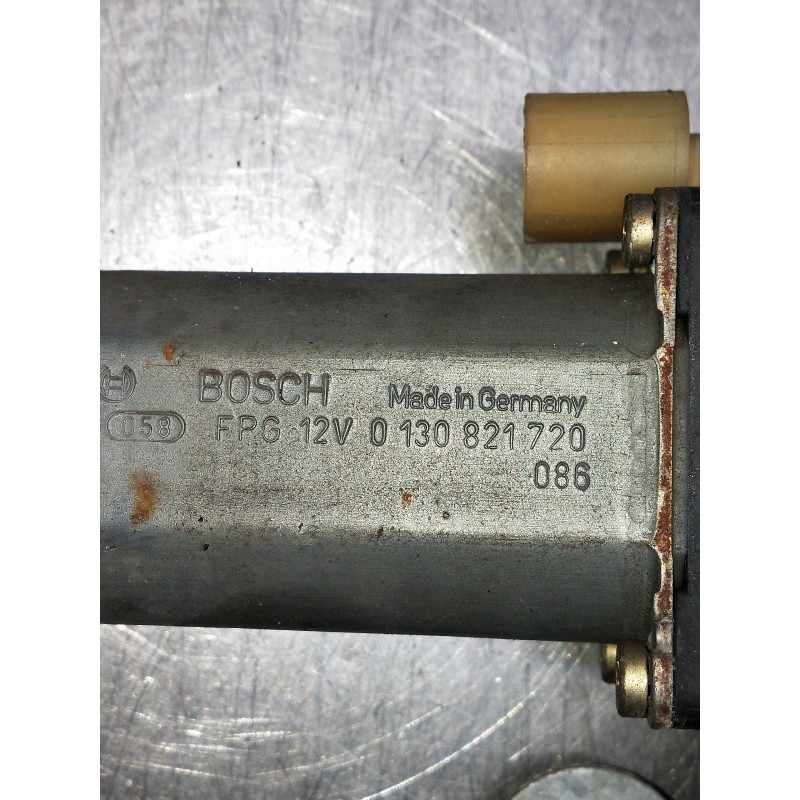 BOSCH Made in Germany
058 FPG 12V 0 130 821 720
086